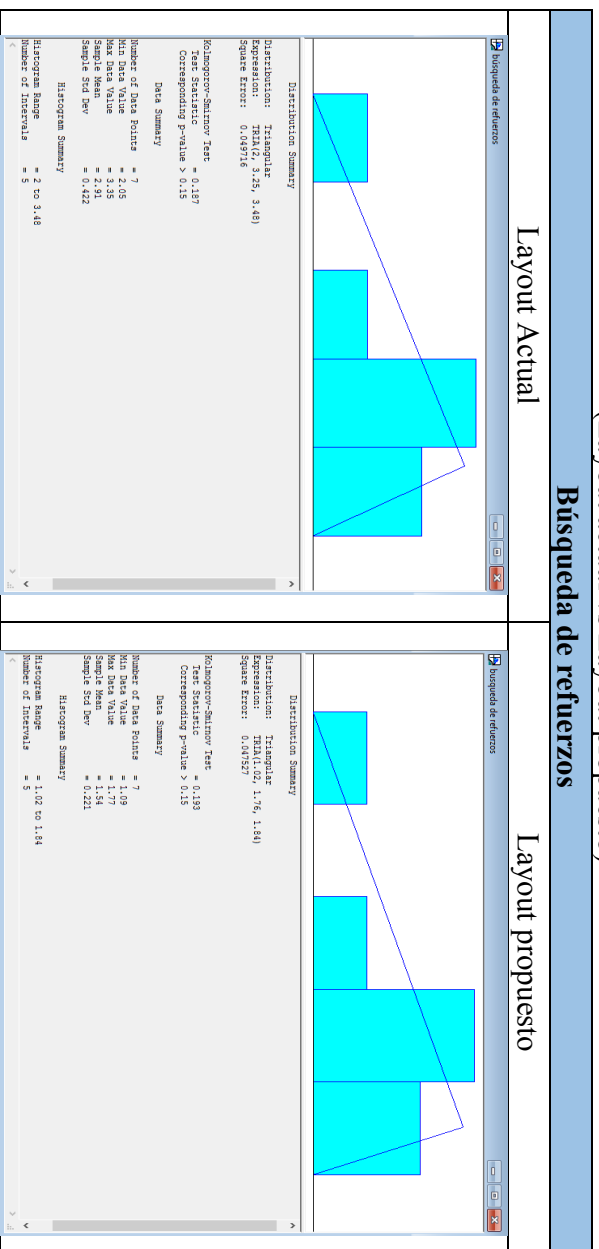 Búsqueda de refuerzos
Layout Actual
búsqueda de refuerzos
Distribution Summary
Distribution: Triangular
Expression: TRIA(2, 3.25, 3.48)
Square Error: 0.049716
Kolmogorov-Smirnov Test
Test Statistic = 0.187
Corresponding p-value > 0.15
Data Summary
Number of Data Points = 7
Min Data Value = 2.05
Max Data Value = 3.35
Sample Mean = 2.91
Sample Std Dev = 0.422
Histogram Summary
Histogram Range = 2 to 3.48
Number of Intervals = 5
Layout propuesto
busqueda de refuerzos
Distribution Summary
Distribution: Triangular
Expression: TRIA(1.02, 1.76, 1.84)
Square Error: 0.047527
Kolmogorov-Smirnov Test
Test Statistic = 0.193
Corresponding p-value > 0.15
Data Summary
Number of Data Points = 7
Min Data Value = 1.09
Max Data Value = 1.77
Sample Mean = 1.54
Sample Std Dev = 0.221
Histogram Summary
Histogram Range = 1.02 to 1.84
Number of Intervals = 5